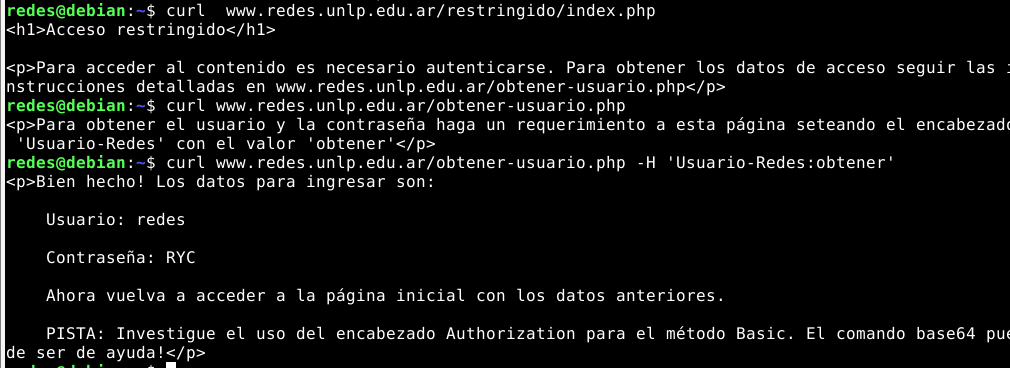 redes@debian:~$ curl  www.redes.unlp.edu.ar/restringido/index.php
<h1>Acceso restringido</h1>
<p>Para acceder al contenido es necesario autenticarse. Para obtener los datos de acceso seguir las i
nstrucciones detalladas en www.redes.unlp.edu.ar/obtener-usuario.php</p>
redes@debian:~$ curl www.redes.unlp.edu.ar/obtener-usuario.php
<p>Para obtener el usuario y la contraseña haga un requerimiento a esta página seteando el encabezado
 'Usuario-Redes' con el valor 'obtener'</p>
redes@debian:~$ curl www.redes.unlp.edu.ar/obtener-usuario.php -H 'Usuario-Redes:obtener'
<p>Bien hecho! Los datos para ingresar son:
    Usuario: redes
    Contraseña: RYC
    Ahora vuelva a acceder a la página inicial con los datos anteriores.
    PISTA: Investigue el uso del encabezado Authorization para el método Basic. El comando base64 pue
de ser de ayuda!</p>